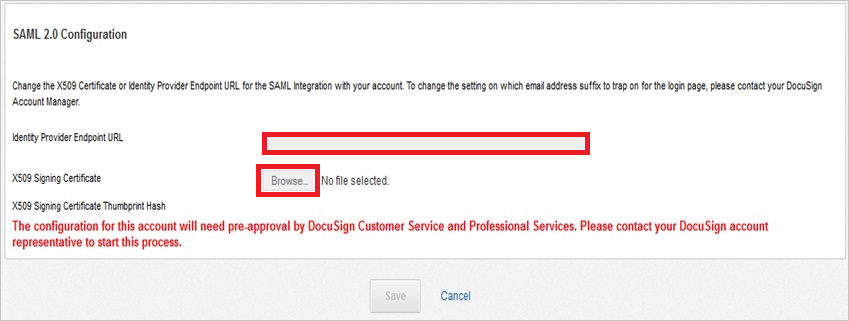 SAML 2.0 Configuration
Change the X509 Certificate or Identity Provider Endpoint URL for the SAML Integration with your account. To change the setting on which email address suffix to trap on for the login page, please contact your DocuSign
Account Manager.
Identity Provider Endpoint URL
X509 Signing Certificate
Browse... No file selected.
X509 Signing Certificate Thumbprint Hash
The configuration for this account will need pre-approval by DocuSign Customer Service and Professional Services. Please contact your DocuSign account
representative to start this process.
Save Cancel